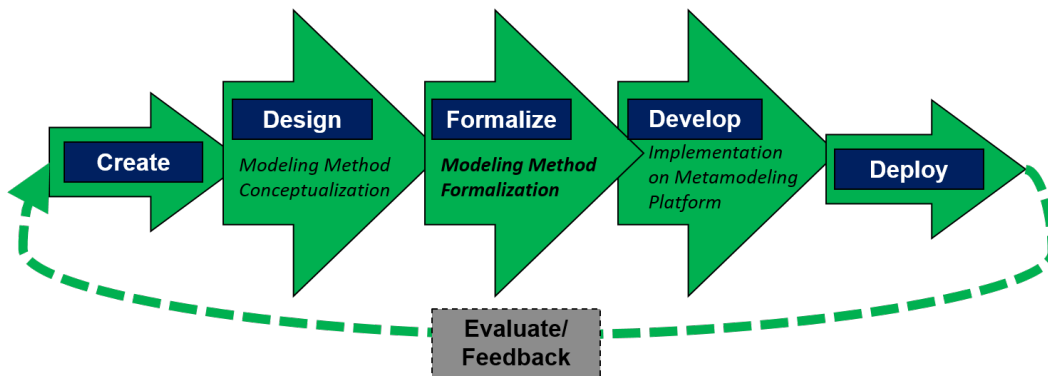 Create
Design
Modeling Method
Conceptualization
Formalize
Modeling Method
Formalization
Develop
Implementation
on Metamodeling
Platform
Deploy
Evaluate/
Feedback